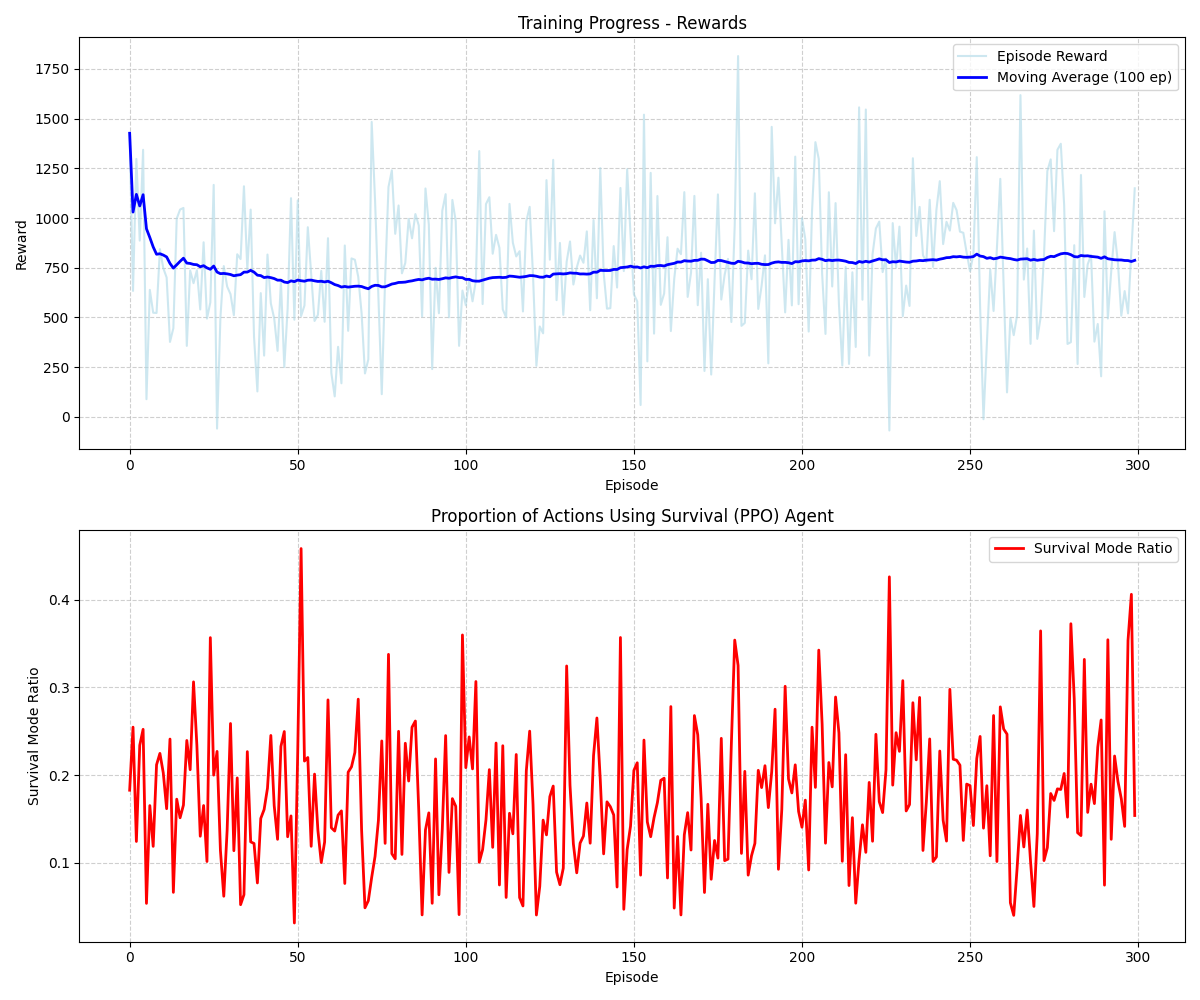 Training Progress - Rewards
Episode Reward
Moving Average (100 ep)
Reward
1750
1500
1250
1000
750
500
250
0
0 50 100 150 200 250 300
Episode
Proportion of Actions Using Survival (PPO) Agent
Survival Mode Ratio
Survival Mode Ratio
0.4
0.3
0.2
0.1
0 50 100 150 200 250 300
Episode